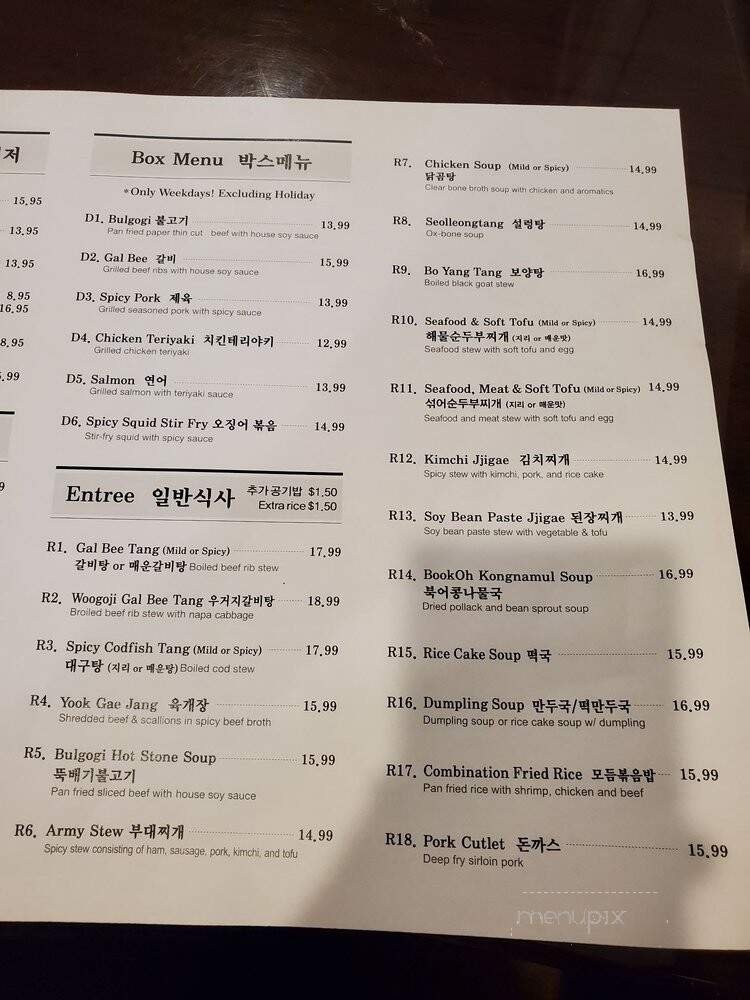 저
15.95
13.95
13.95
8.95
16.95
8.95
Box Menu 박스메뉴
*Only Weekdays! Excluding Holiday
D1. Bulgogi 불고기 13.99
Pan fried paper thin cut beef with house soy sauce
D2. Gal Bee 갈비 15.99
Grilled beef ribs with house soy sauce
D3. Spicy Pork 제육 13.99
Grilled seasoned pork with spicy sauce
D4. Chicken Teriyaki 치킨테리야키 12.99
Grilled chicken teriyaki
D5. Salmon 연어 13.99
Grilled salmon with teriyaki sauce
D6. Spicy Squid Stir Fry 오징어 볶음 14.99
Stir-fry squid with spicy sauce
Entree 일반식사 추가공기밥 $1.50
Extra rice $1.50
R1. Gal Bee Tang (Mild or Spicy) 17.99
갈비탕 or 매운갈비탕 Boiled beef rib stew
R2. Woogoji Gal Bee Tang 우거지갈비탕 18.99
Broiled beef rib stew with napa cabbage
R3. Spicy Codfish Tang (Mild or Spicy) 17.99
대구탕 (지리 or 매운탕) Boiled cod stew
R4. Yook Gae Jang 육개장 15.99
Shredded beef & scallions in spicy beef broth
R5. Bulgogi Hot Stone Soup 15.99
뚝배기불고기
Pan fried sliced beef with house soy sauce
R6. Army Stew 부대찌개 14.99
Spicy stew consisting of ham, sausage, pork, kimchi, and tofu
R7. Chicken Soup (Mild or Spicy) 14.99
닭곰탕
Clear bone broth soup with chicken and aromatics
R8. Seolleongtang 설렁탕 14.99
Ox-bone soup
R9. Bo Yang Tang 보양탕 16.99
Boiled black goat stew
R10. Seafood & Soft Tofu (Mild or Spicy) 14.99
해물순두부찌개 (지리 or 매운맛)
Seafood stew with soft tofu and egg
R11. Seafood, Meat & Soft Tofu (Mild or Spicy) 14.99
섞어순두부찌개 (지리 or 매운맛)
Seafood and meat stew with soft tofu and egg
R12. Kimchi Jjigae 김치찌개 14.99
Spicy stew with kimchi, pork, and rice cake
R13. Soy Bean Paste Jjigae 된장찌개 13.99
Soy bean paste stew with vegetable & tofu
R14. BookOh Kongnamul Soup 16.99
북어콩나물국
Dried pollack and bean sprout soup
R15. Rice Cake Soup 떡국 15.99
R16. Dumpling Soup 만두국/떡만두국 16.99
Dumpling soup or rice cake soup w/ dumpling
R17. Combination Fried Rice 모듬볶음밥 15.99
Pan fried rice with shrimp, chicken and beef
R18. Pork Cutlet 돈까스 15.99
Deep fry sirloin pork
menupix